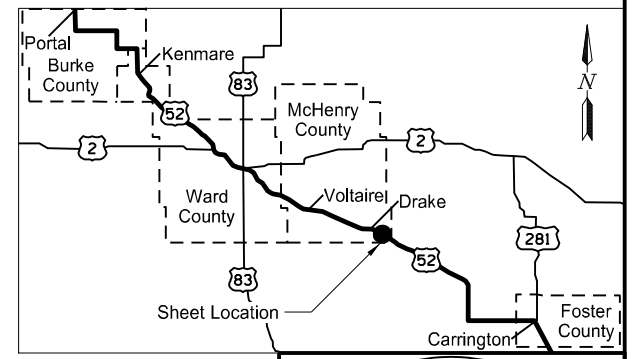 Portal
Burke
County
Kenmare
83
52
McHenry
County
N
2
2
Ward
County
Voltaire
Drake
281
52
83
Sheet Location
Foster
County
Carrington